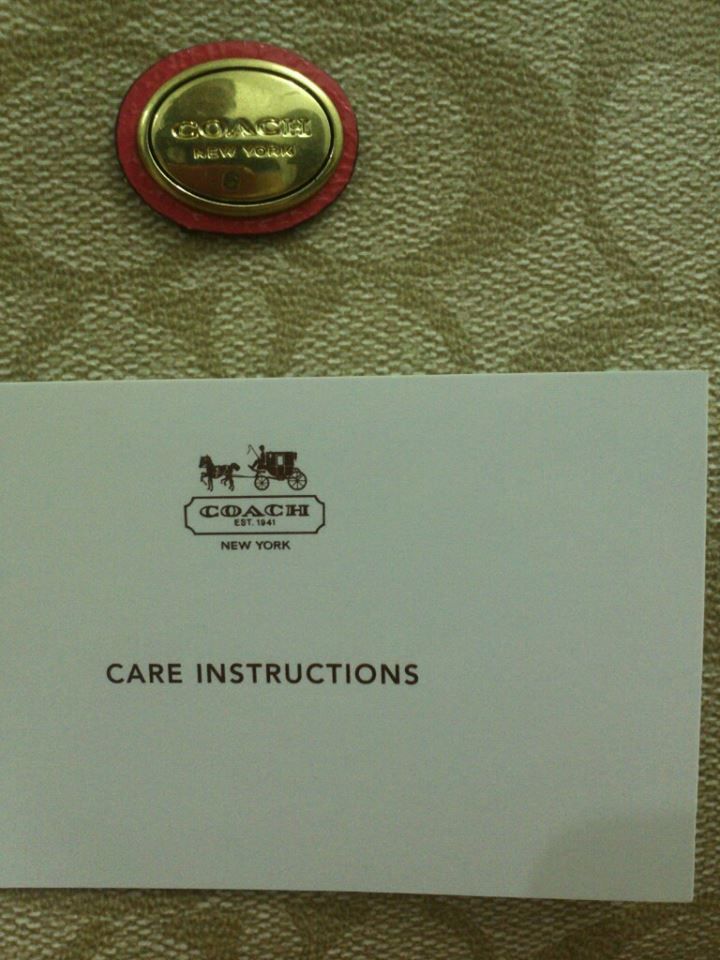 COACH
NEW YORK
COACH
EST. 1941
NEW YORK
CARE INSTRUCTIONS